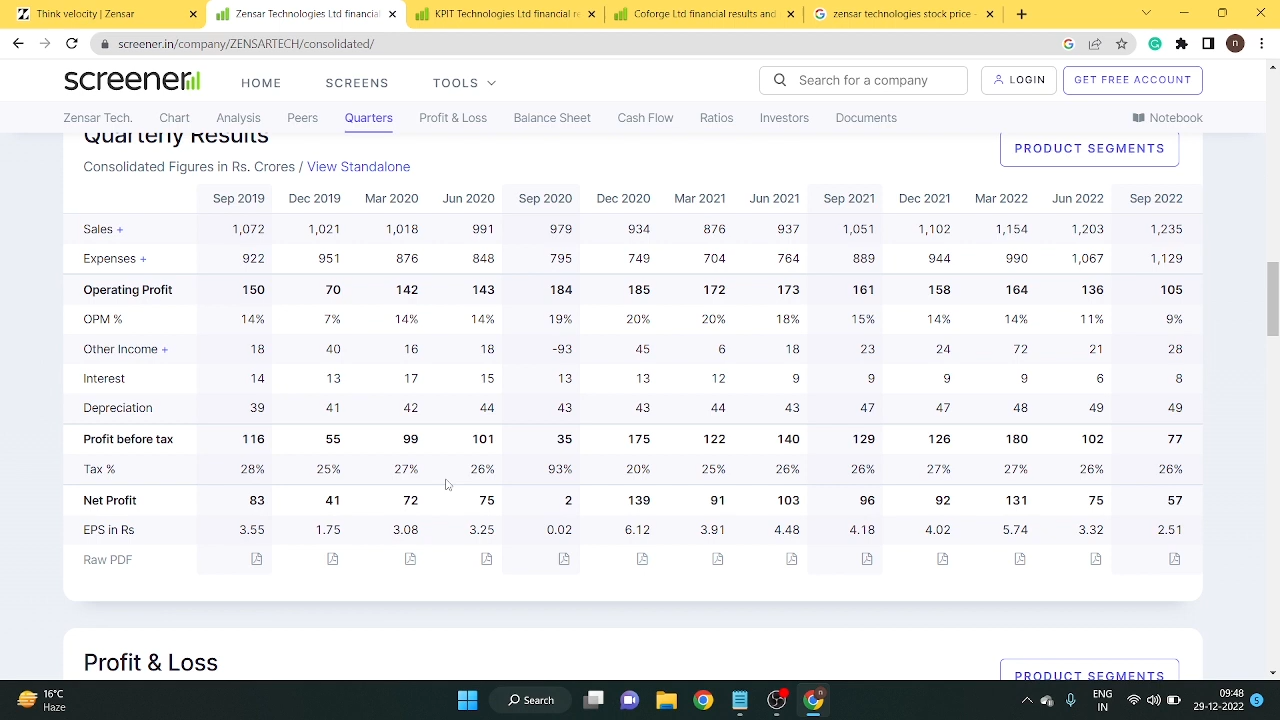 Think velocity | Zensar
Zensar Technologies Ltd financial
KPIT Technologies Ltd financial re
Coforge Ltd financial results and
zensar technologies stock price -
screener.in/company/ZENSARTECH/consolidated/
n
screener
HOME
SCREENS
TOOLS
Search for a company
LOGIN
GET FREE ACCOUNT
Zensar Tech. Chart Analysis Peers Quarters Profit & Loss Balance Sheet Cash Flow Ratios Investors Documents Notebook
Quarterly Results
PRODUCT SEGMENTS
Consolidated Figures in Rs. Crores / View Standalone
Sep 2019 Dec 2019 Mar 2020 Jun 2020 Sep 2020 Dec 2020 Mar 2021 Jun 2021 Sep 2021 Dec 2021 Mar 2022 Jun 2022 Sep 2022
Sales + 1,072 1,021 1,018 991 979 934 876 937 1,051 1,102 1,154 1,203 1,235
Expenses + 922 951 876 848 795 749 704 764 889 944 990 1,067 1,129
Operating Profit 150 70 142 143 184 185 172 173 161 158 164 136 105
OPM % 14% 7% 14% 14% 19% 20% 20% 18% 15% 14% 14% 11% 9%
Other Income + 18 40 16 18 -93 45 6 18 23 24 72 21 28
Interest 14 13 17 15 13 13 12 9 9 9 9 6 8
Depreciation 39 41 42 44 43 43 44 43 47 47 48 49 49
Profit before tax 116 55 99 101 35 175 122 140 129 126 180 102 77
Tax % 28% 25% 27% 26% 93% 20% 25% 26% 26% 27% 27% 26% 26%
Net Profit 83 41 72 75 2 139 91 103 96 92 131 75 57
EPS in Rs 3.55 1.75 3.08 3.25 0.02 6.12 3.91 4.48 4.18 4.02 5.74 3.32 2.51
Raw PDF
Profit & Loss
PRODUCT SEGMENTS
16°C
Haze
Search
ENG
IN
09:48
29-12-2022
5